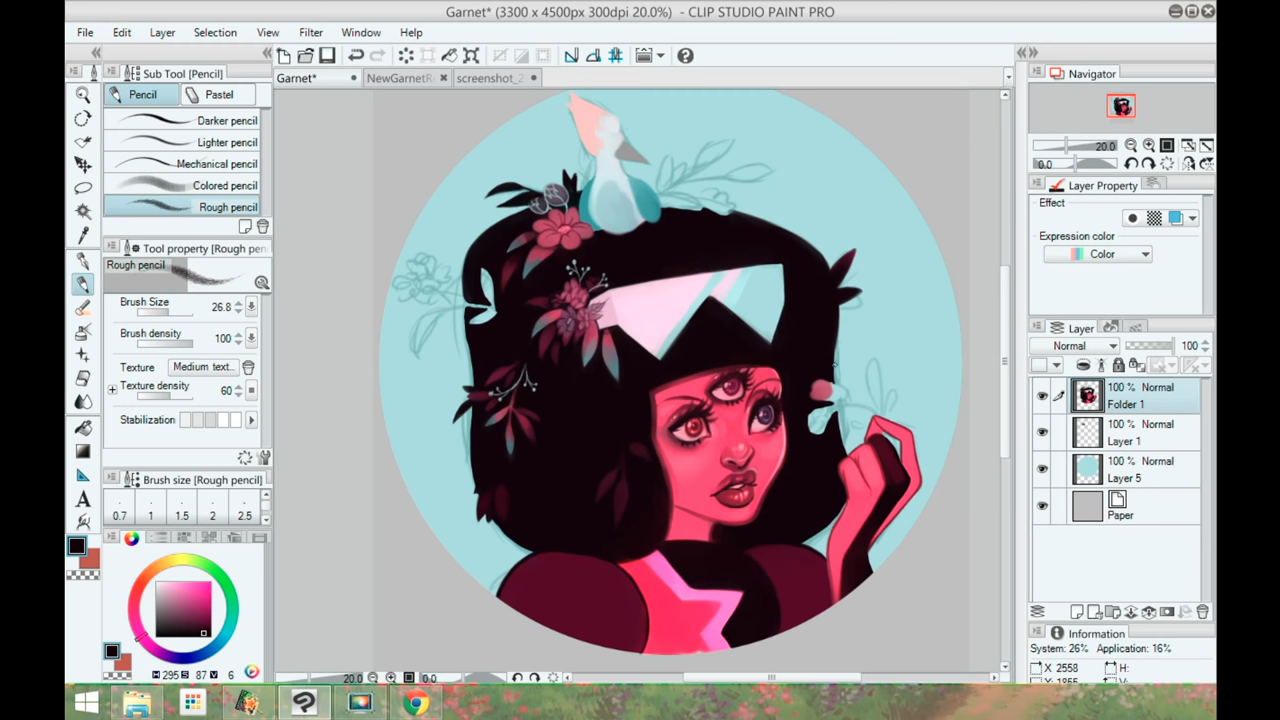 Garnet* (3300 x 4500px 300dpi 20.0%) - CLIP STUDIO PAINT PRO
File Edit Layer Selection View Filter Window Help
Sub Tool [Pencil]
Pencil Pastel
Darker pencil
Lighter pencil
Mechanical pencil
Colored pencil
Rough pencil
Tool property [Rough pen
Rough pencil
Brush Size 26.8
Brush density 100
Texture Medium text..
Texture density 60
Stabilization
Brush size [Rough pencil]
0.7 1 1.5 2 2.5
H 295 S 87 V 6
Garnet* NewGarnetR screenshot_2
20.0 0.0
Navigator
20.0
0.0
Layer Property
Effect
Expression color
Color
Layer
Normal 100
100 % Normal
Folder 1
100 % Normal
Layer 1
100 % Normal
Layer 5
Paper
Information
System: 26% Application: 16%
X 2558 H: